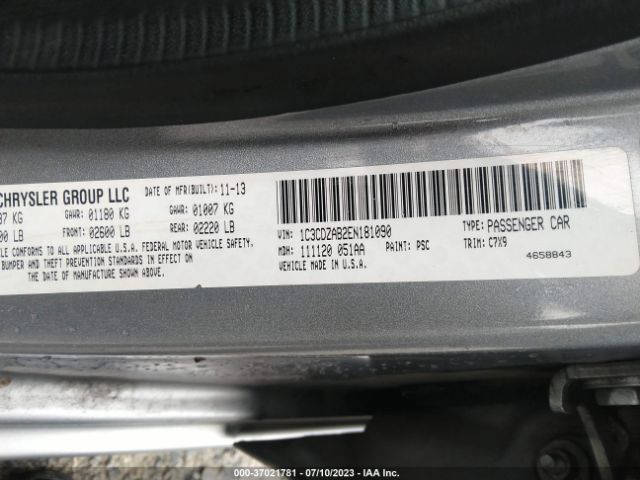 CHRYSLER GROUP LLC DATE OF MFR(BUILT): 11-13
KG GAWR: 01180 KG GAWR: 01007 KG
LB FRONT: 02600 LB REAR: 02220 LB
CONFORMS TO ALL APPLICABLE U.S.A. FEDERAL MOTOR VEHICLE SAFETY,
BUMPER AND THEFT PREVENTION STANDARDS IN EFFECT ON
THE DATE OF MANUFACTURE SHOWN ABOVE.
VIN: 1C3CDZAB2EN181090 TYPE: PASSENGER CAR
MDH: 111120 051AA PAINT: PSC TRIM: C7X9
VEHICLE MADE IN U.S.A. 4658843
000-37021781 / 07/10/2023 - IAA Inc.